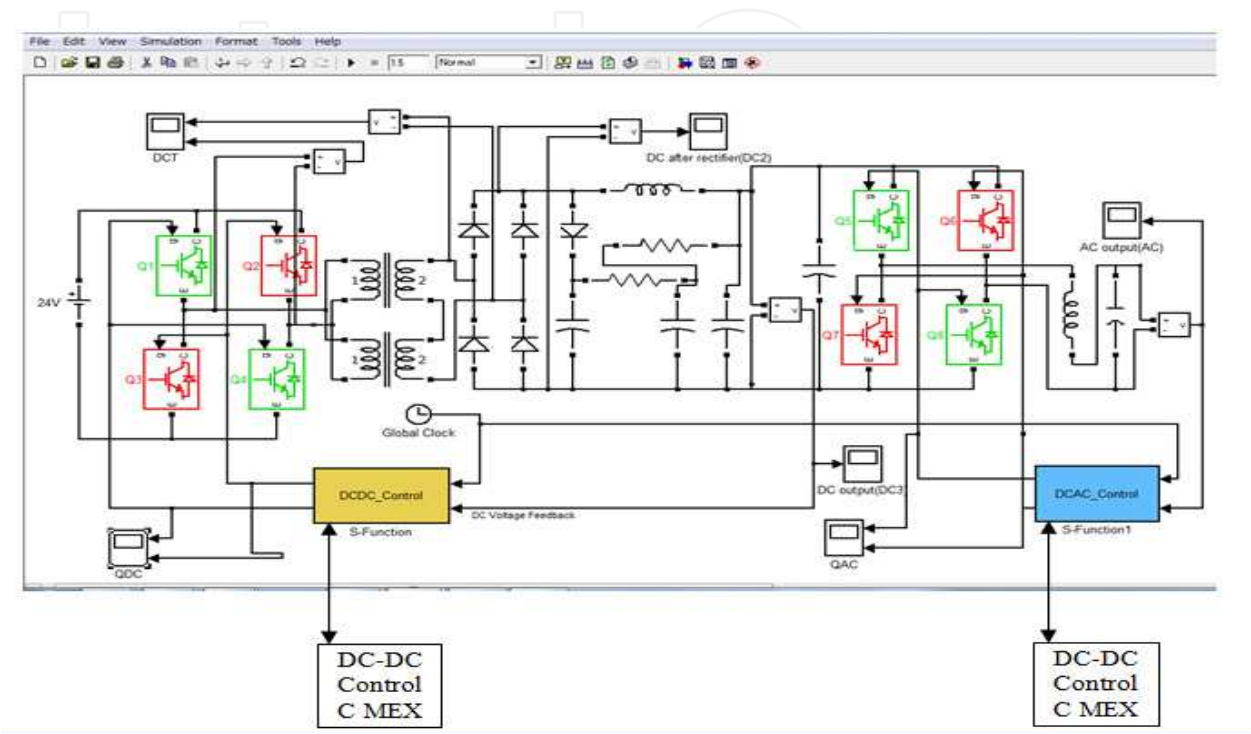 File Edit View Simulation Format Tools Help
15 Normal
DCT
DC after rectifier(DC2)
AC output(AC)
24V
Q1
Q2
Q3
Q4
Q5
Q6
Q7
Q8
g C
E
g C
E
g C
E
g C
E
g C
E
g C
E
g C
E
g C
E
1 2
1 2
+
- v
+
- v
+
- v
+
- v
+
- v
Global Clock
DCDC_Control
S-Function
DC Voltage Feedback
DC output(DC3)
DCAC_Control
S-Function1
QDC
QAC
DC-DC
Control
C MEX
DC-DC
Control
C MEX